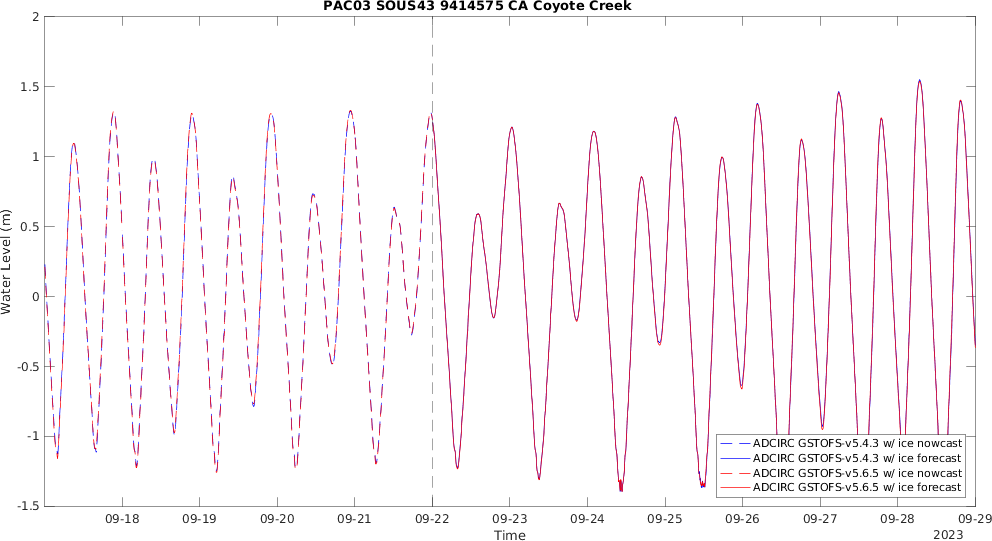 PAC03 SOUS43 9414575 CA Coyote Creek
2
1.5
1
0.5
0
-0.5
-1
-1.5
Water Level (m)
ADCIRC GSTOFS-v5.4.3 w/ ice nowcast
ADCIRC GSTOFS-v5.4.3 w/ ice forecast
ADCIRC GSTOFS-v5.6.5 w/ ice nowcast
ADCIRC GSTOFS-v5.6.5 w/ ice forecast
09-18 09-19 09-20 09-21 09-22 09-23 09-24 09-25 09-26 09-27 09-28 09-29
Time
2023